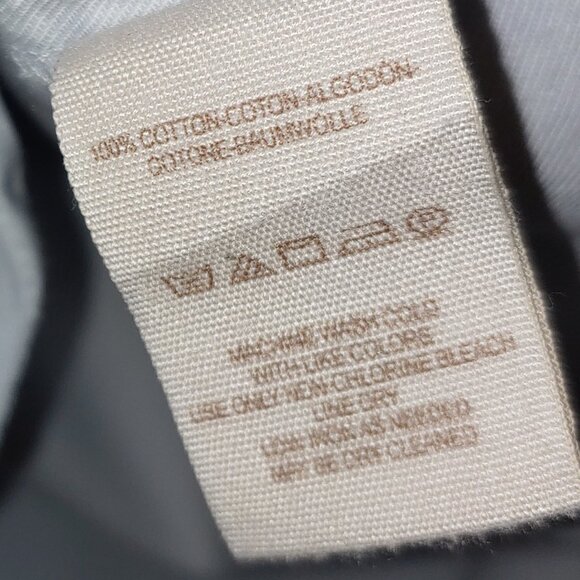 100% COTTON-COTON-ALGODÓN-
COTONE-BAUMWOLLE
MACHINE WASH COLD
WITH LIKE COLORS
USE ONLY NON-CHLORINE BLEACH
LINE DRY
LOW IRON AS NEEDED
MAY BE DRY CLEANED